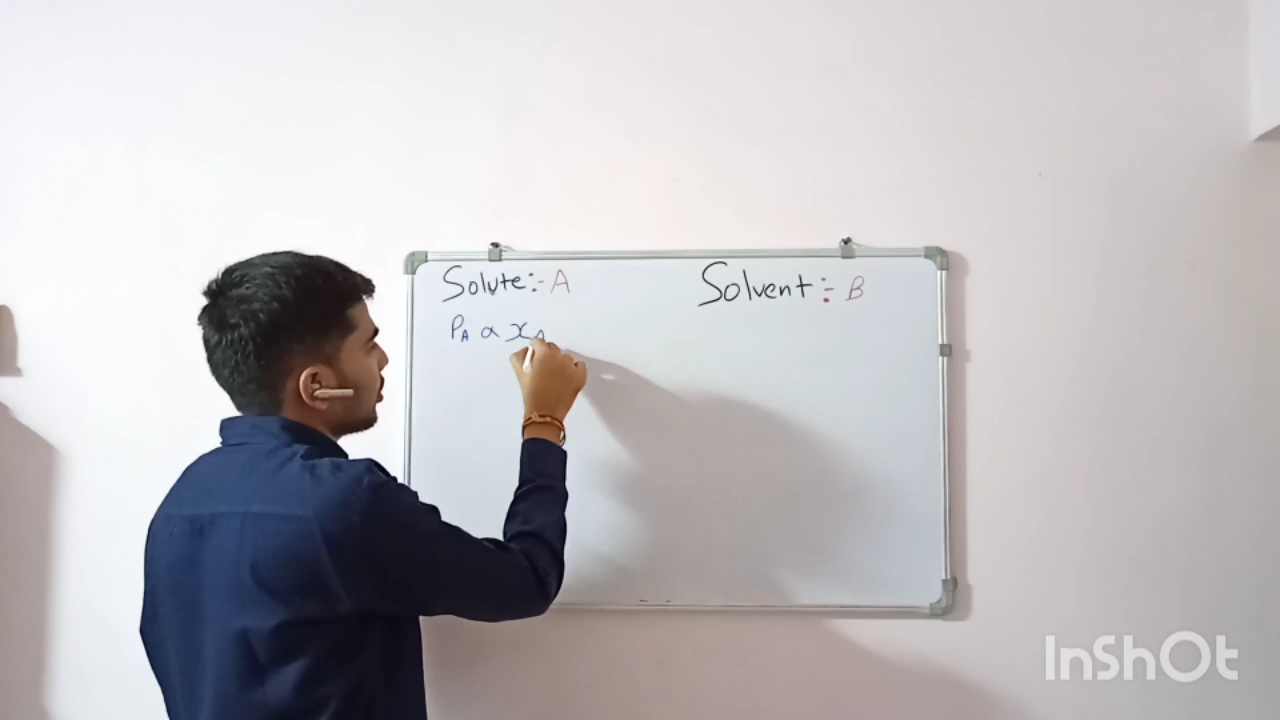 Solute:- A
Solvent:- B
P_A ∝ x_A
InShOt